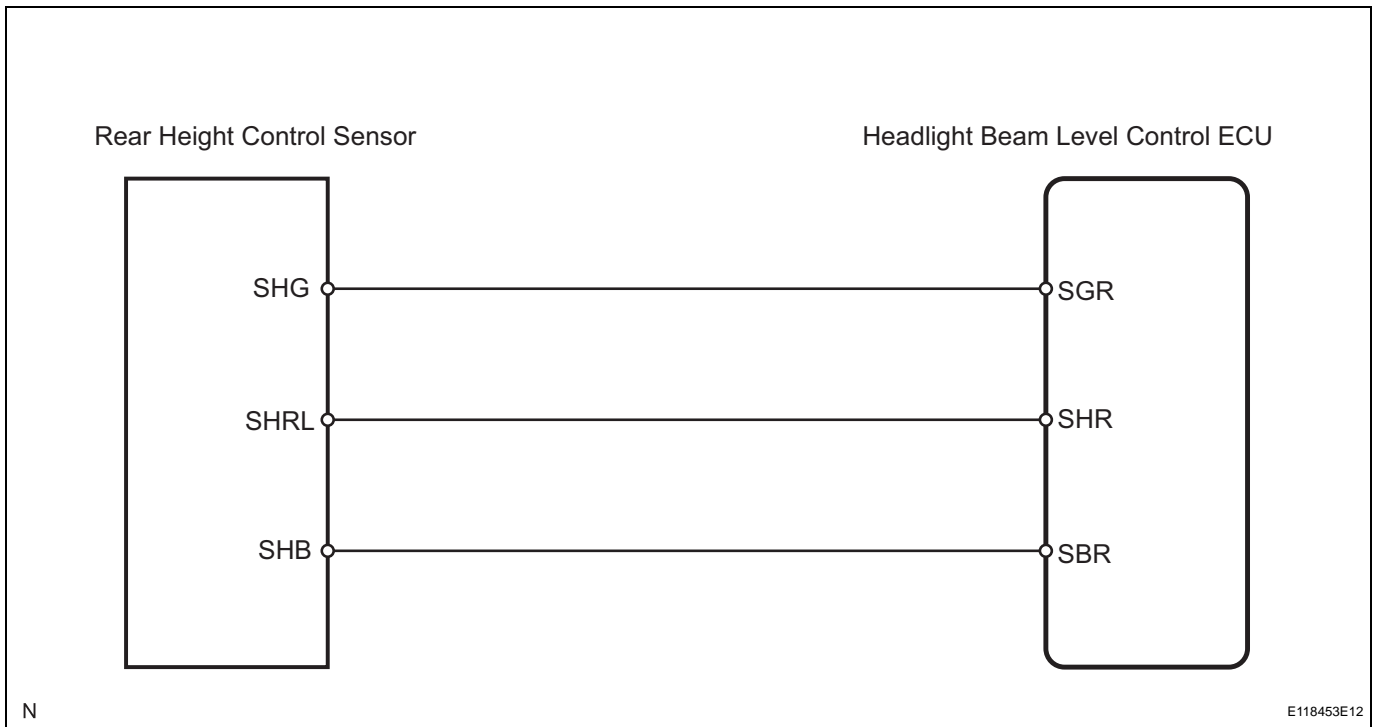 Rear Height Control Sensor
Headlight Beam Level Control ECU
SHG
SGR
SHRL
SHR
SHB
SBR
N
E118453E12